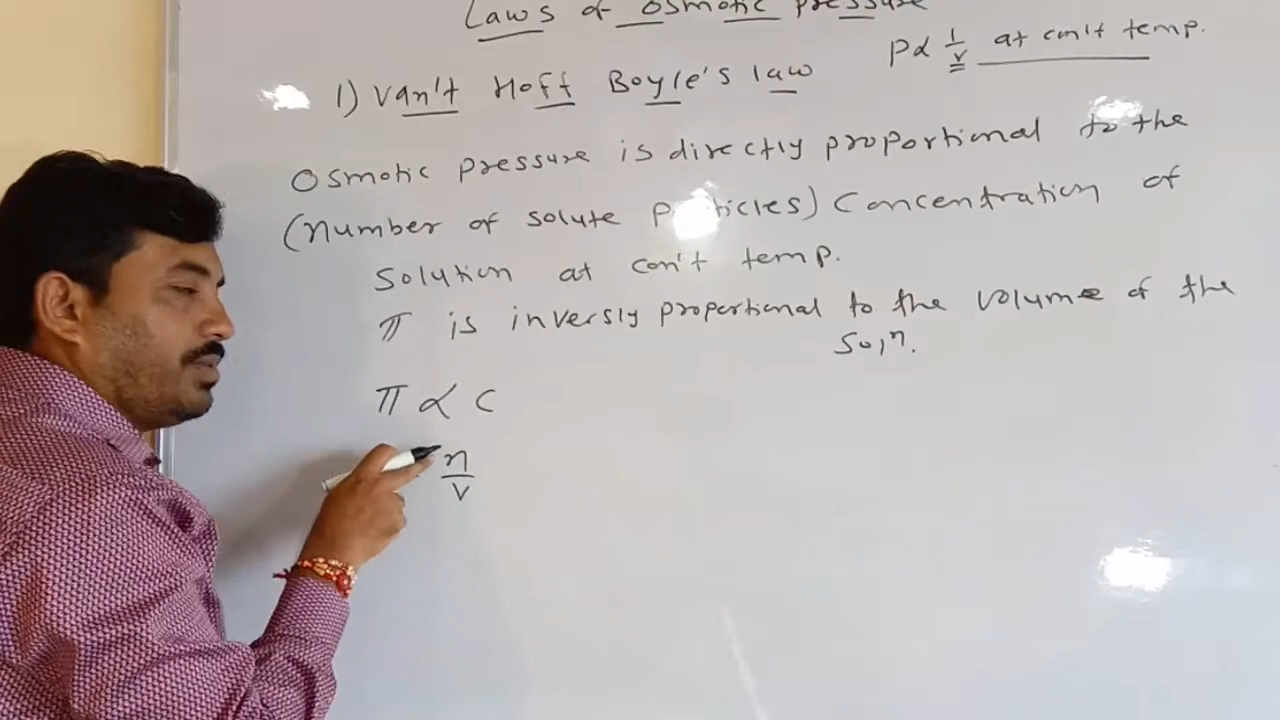 Laws of osmotic pressure
P∝ 1/v at con't temp.
1) Van't Hoff Boyle's law
Osmotic pressure is directly proportional to the
(number of solute particles) Concentration of
solution at con't temp.
π is inversly proportional to the volume of the
so,n.
π ∝ C
n/v